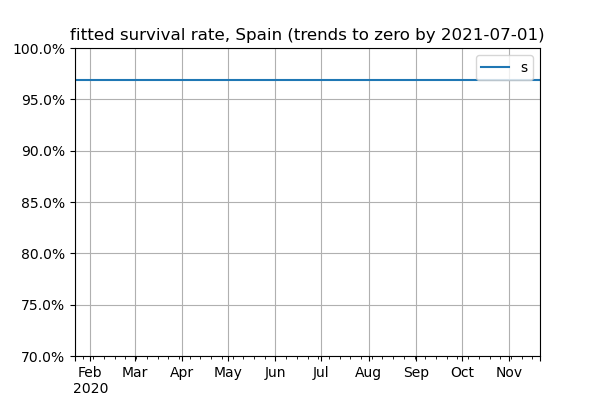 fitted survival rate, Spain (trends to zero by 2021-07-01)
100.0%
s
95.0%
90.0%
85.0%
80.0%
75.0%
70.0%
Feb Mar Apr May Jun Jul Aug Sep Oct Nov
2020